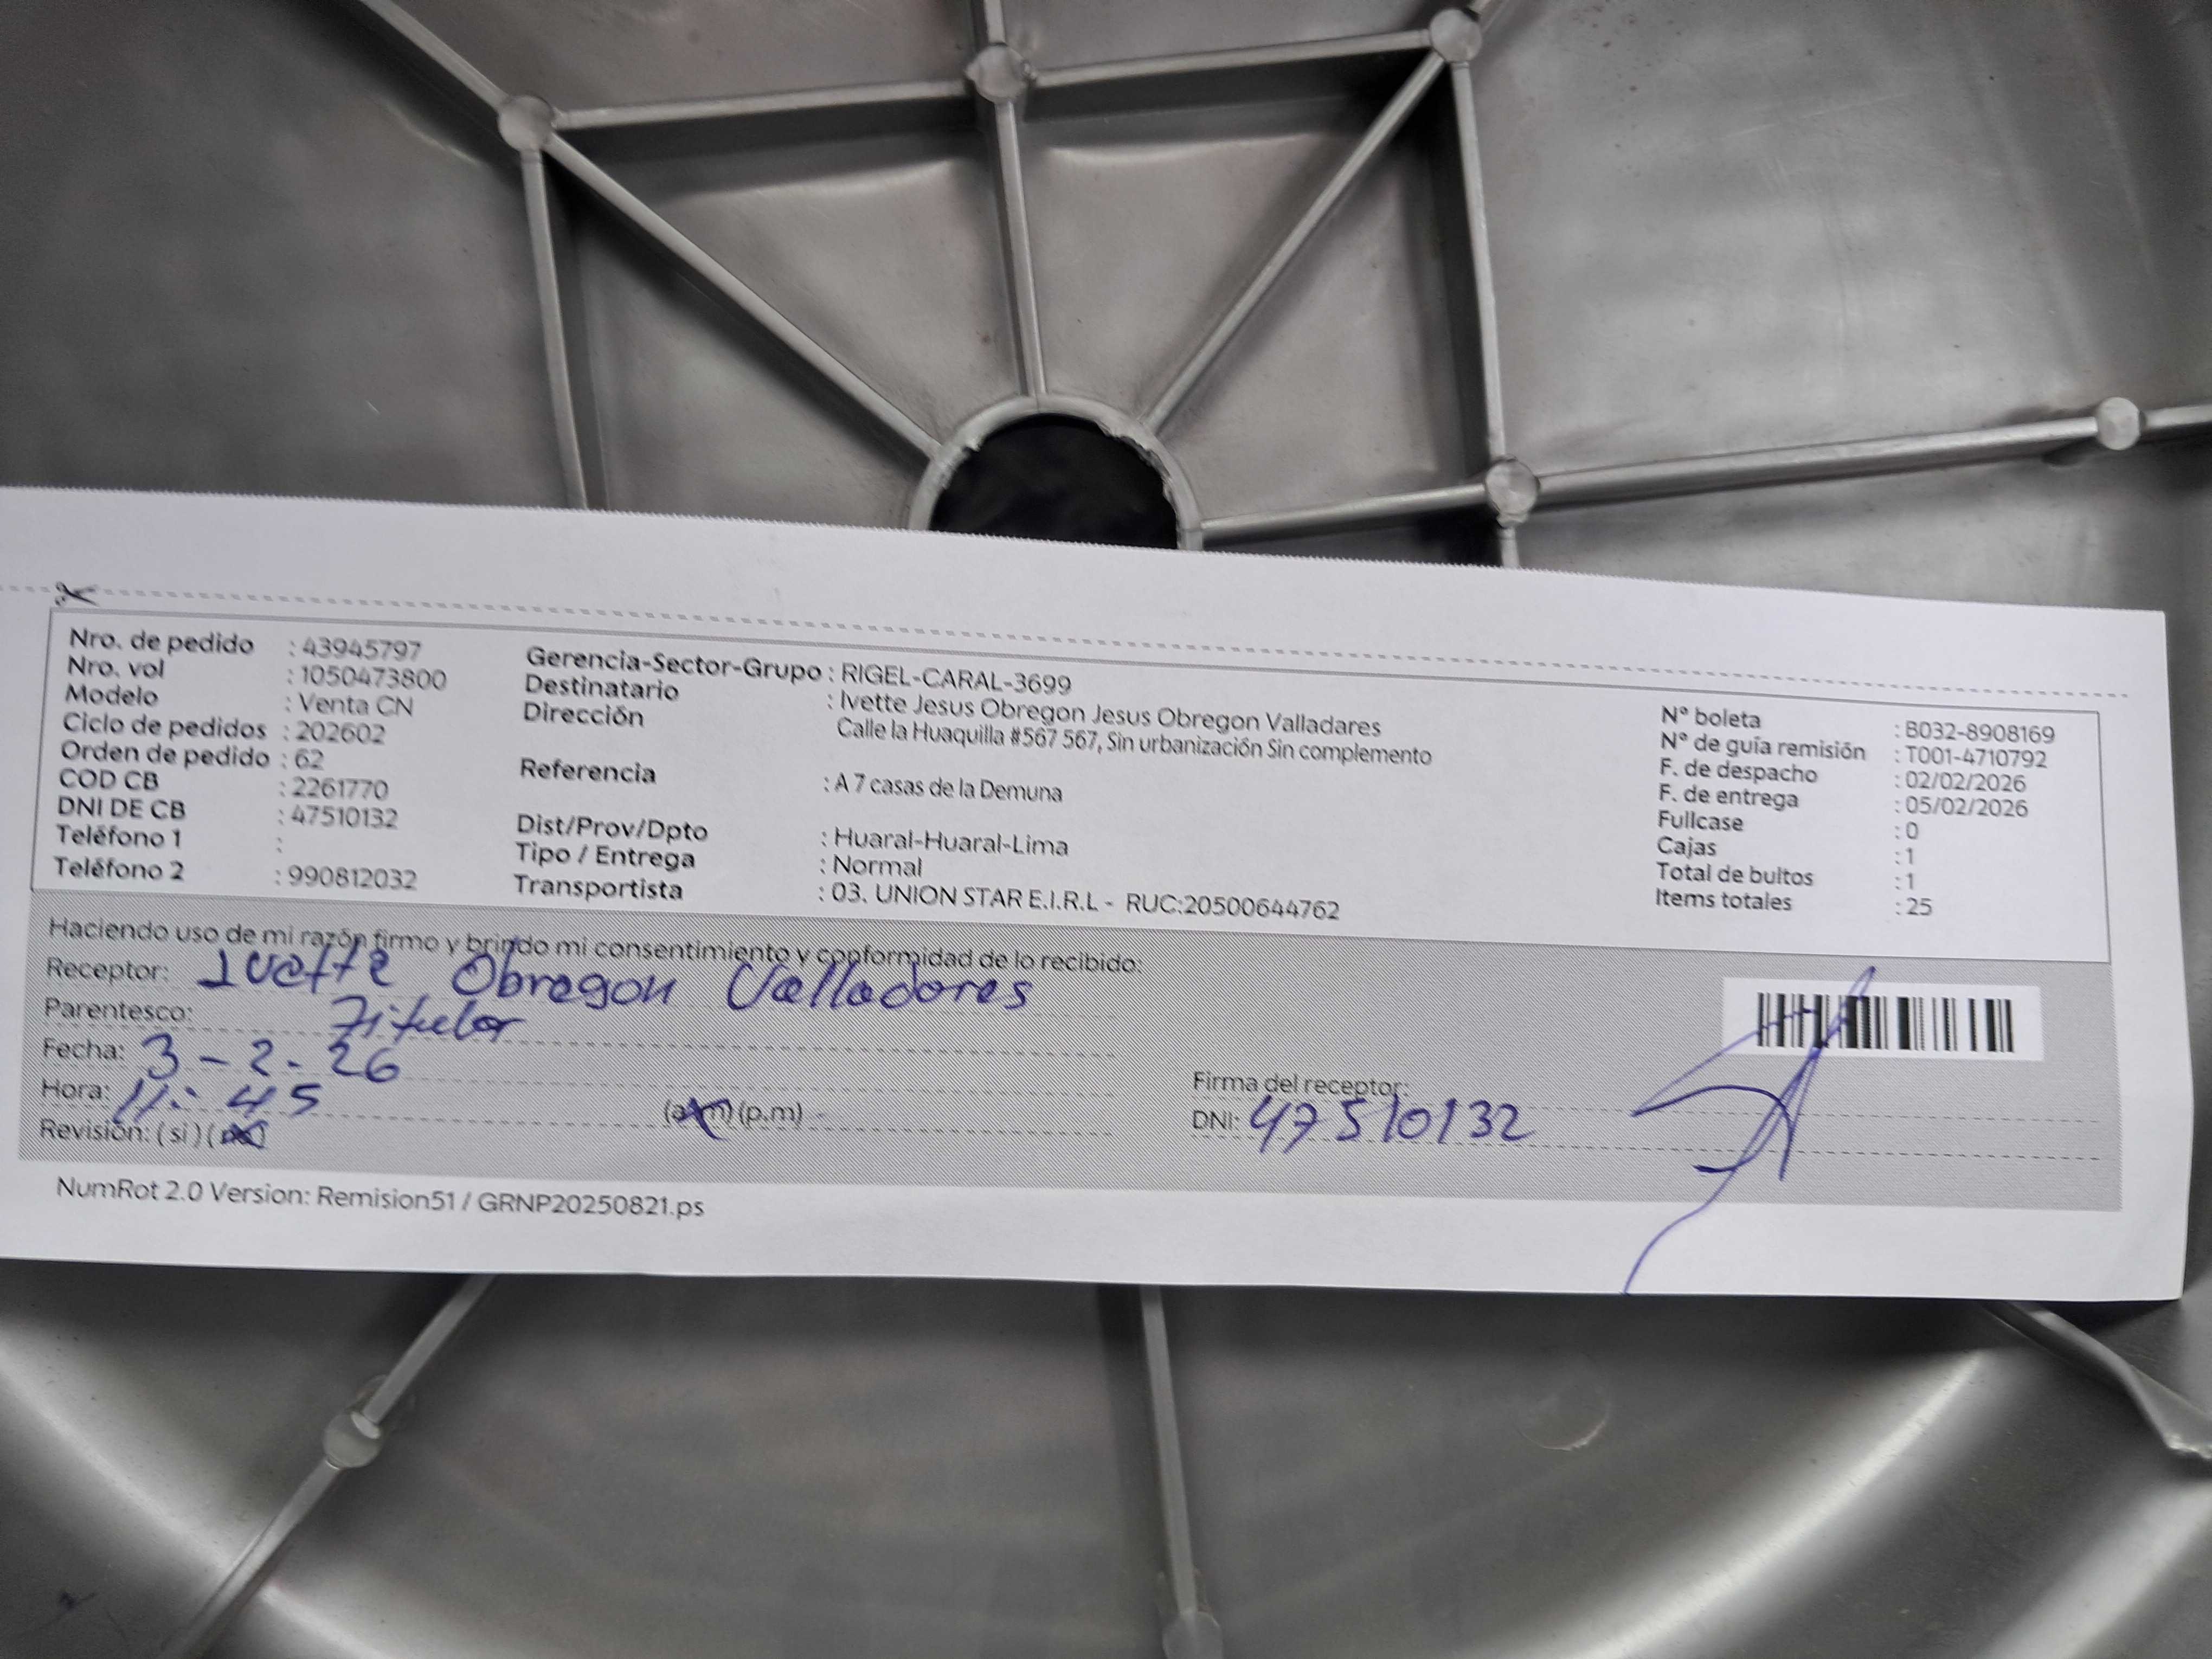 Nro. de pedido : 43945797
Nro. vol : 1050473800
Modelo : Venta CN
Ciclo de pedidos : 202602
Orden de pedido : 62
COD CB : 2261770
DNI DE CB : 47510132
Teléfono 1 :
Teléfono 2 : 990812032
Gerencia-Sector-Grupo : RIGEL-CARAL-3699
Destinatario : Ivette Jesus Obregon Jesus Obregon Valladares
Dirección Calle la Huaquilla #567 567, Sin urbanización Sin complemento
Referencia : A 7 casas de la Demuna
Dist/Prov/Dpto : Huaral-Huaral-Lima
Tipo / Entrega : Normal
Transportista : 03. UNION STAR E.I.R.L - RUC:20500644762
N° boleta : B032-8908169
N° de guía remisión : T001-4710792
F. de despacho : 02/02/2026
F. de entrega : 05/02/2026
Fullcase : 0
Cajas : 1
Total de bultos : 1
Items totales : 25
Haciendo uso de mi razón firmo y brindo mi consentimiento y conformidad de lo recibido:
Receptor: Ivette Obregon Valladares
Parentesco: Titular
Fecha: 3-2-26
Hora: 11:45 (a.m) (p.m)
Revisión: (si) (no)
Firma del receptor:
DNI: 47510132
NumRot 2.0 Version: Remision51 / GRNP20250821.ps